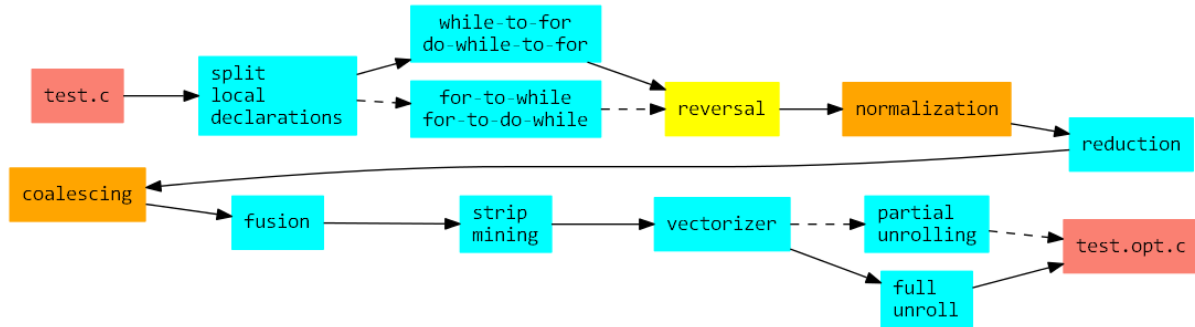 test.c
split
local
declarations
while-to-for
do-while-to-for
for-to-while
for-to-do-while
reversal
normalization
reduction
coalescing
fusion
strip
mining
vectorizer
partial
unrolling
full
unroll
test.opt.c